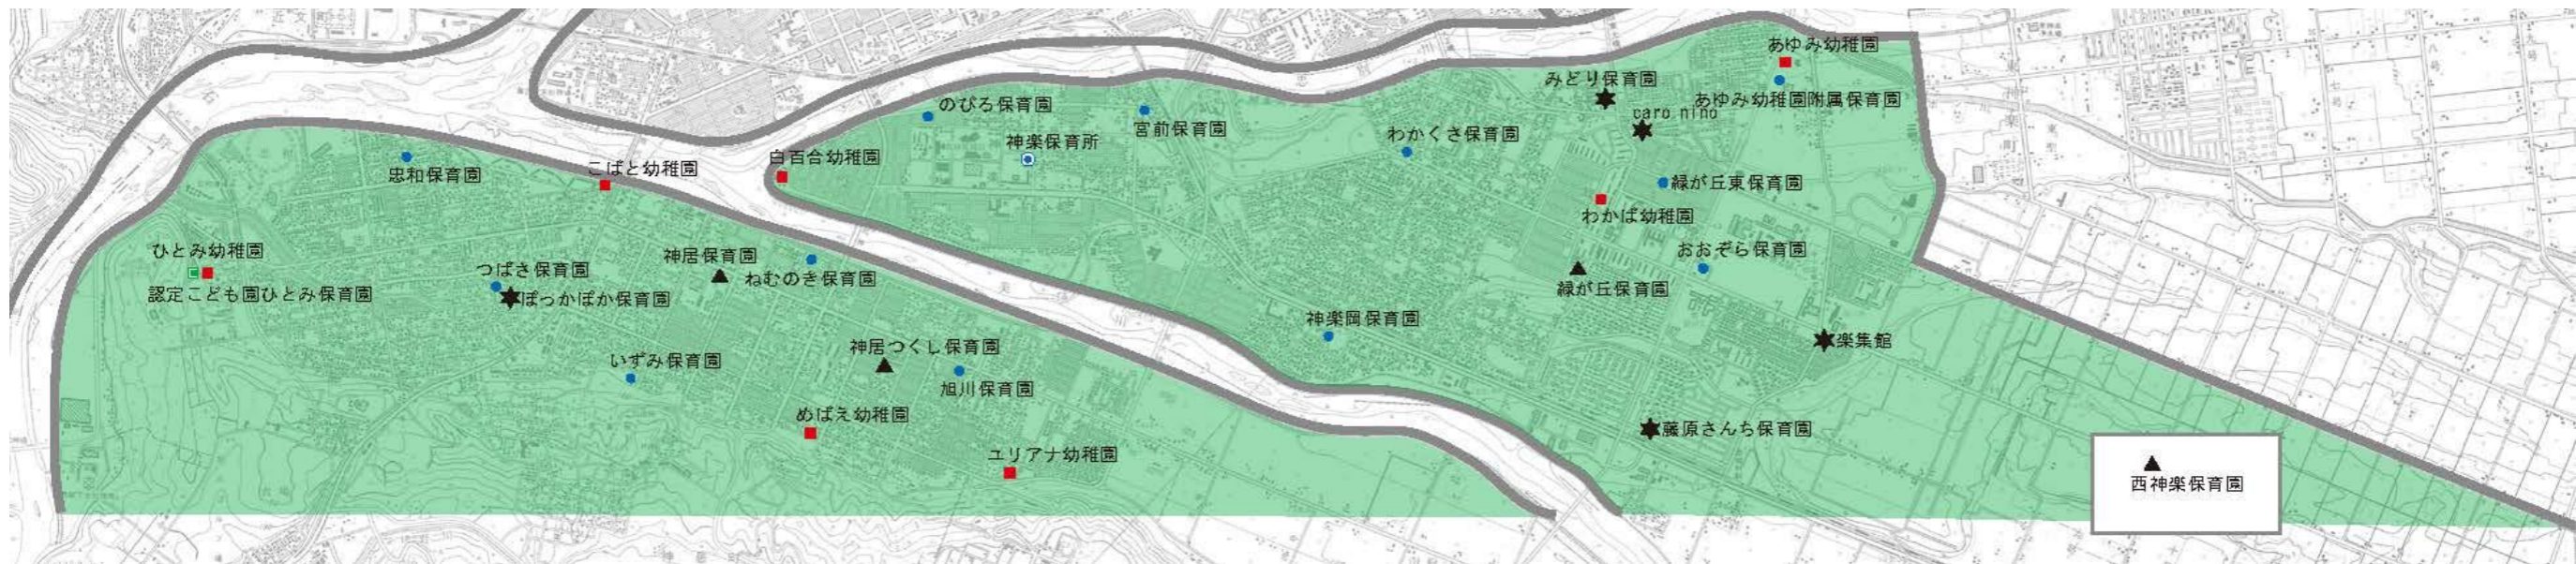 あゆみ幼稚園
みどり保育園
あゆみ幼稚園附属保育園
caro nino
のびろ保育園
宮前保育園
わかくさ保育園
神楽保育所
白百合幼稚園
こばと幼稚園
忠和保育園
緑が丘東保育園
わかば幼稚園
ひとみ幼稚園
認定こども園ひとみ保育園
つばさ保育園
ぽっかぽか保育園
神居保育園
ねむのき保育園
おおぞら保育園
緑が丘保育園
神楽岡保育園
楽集館
いずみ保育園
神居つくし保育園
旭川保育園
めばえ幼稚園
ユリアナ幼稚園
藤原さんち保育園
西神楽保育園